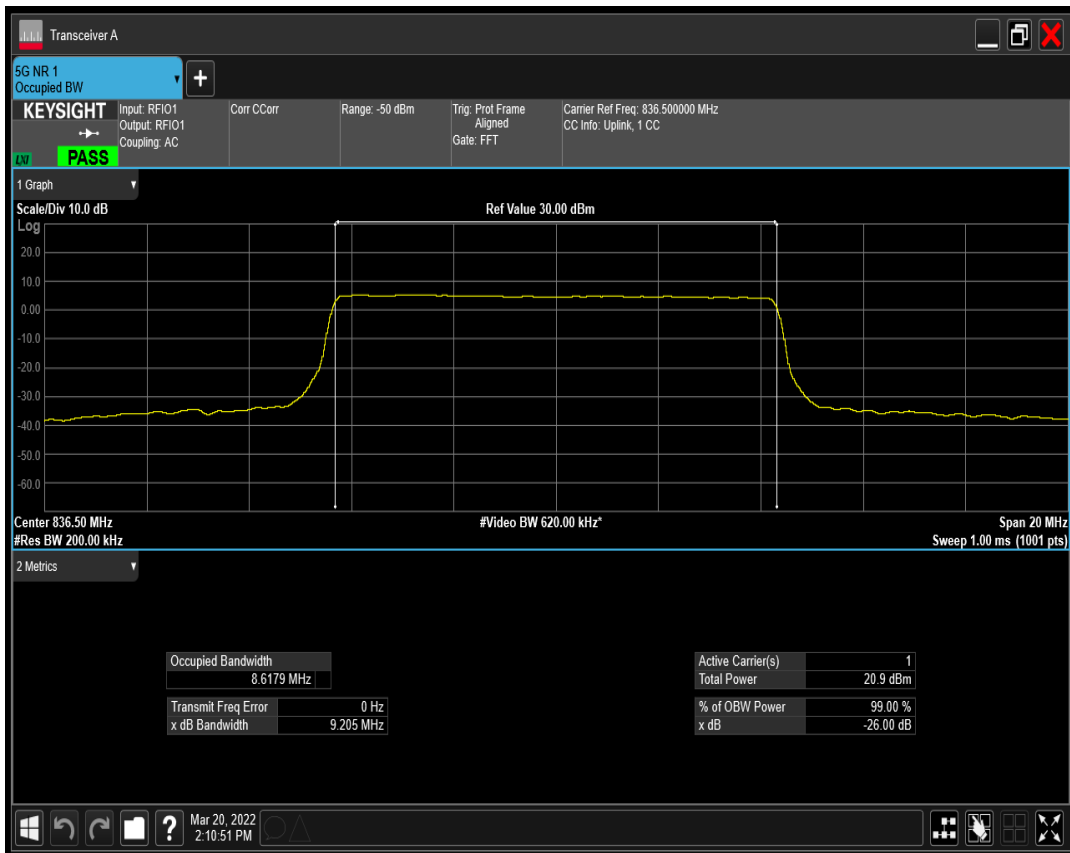 Transceiver A
5G NR 1
Occupied BW
KEYSIGHT
LXI
PASS
Input: RFIO1
Output: RFIO1
Coupling: AC
Corr CCorr
Range: -50 dBm
Trig: Prot Frame
Aligned
Gate: FFT
Carrier Ref Freq: 836.500000 MHz
CC Info: Uplink, 1 CC
1 Graph
Scale/Div 10.0 dB
Ref Value 30.00 dBm
Log
20.0
10.0
0.00
-10.0
-20.0
-30.0
-40.0
-50.0
-60.0
Center 836.50 MHz
#Video BW 620.00 kHz*
Span 20 MHz
#Res BW 200.00 kHz
Sweep 1.00 ms (1001 pts)
2 Metrics
Occupied Bandwidth
8.6179 MHz
Transmit Freq Error 0 Hz
x dB Bandwidth 9.205 MHz
Active Carrier(s) 1
Total Power 20.9 dBm
% of OBW Power 99.00 %
x dB -26.00 dB
?
Mar 20, 2022
2:10:51 PM